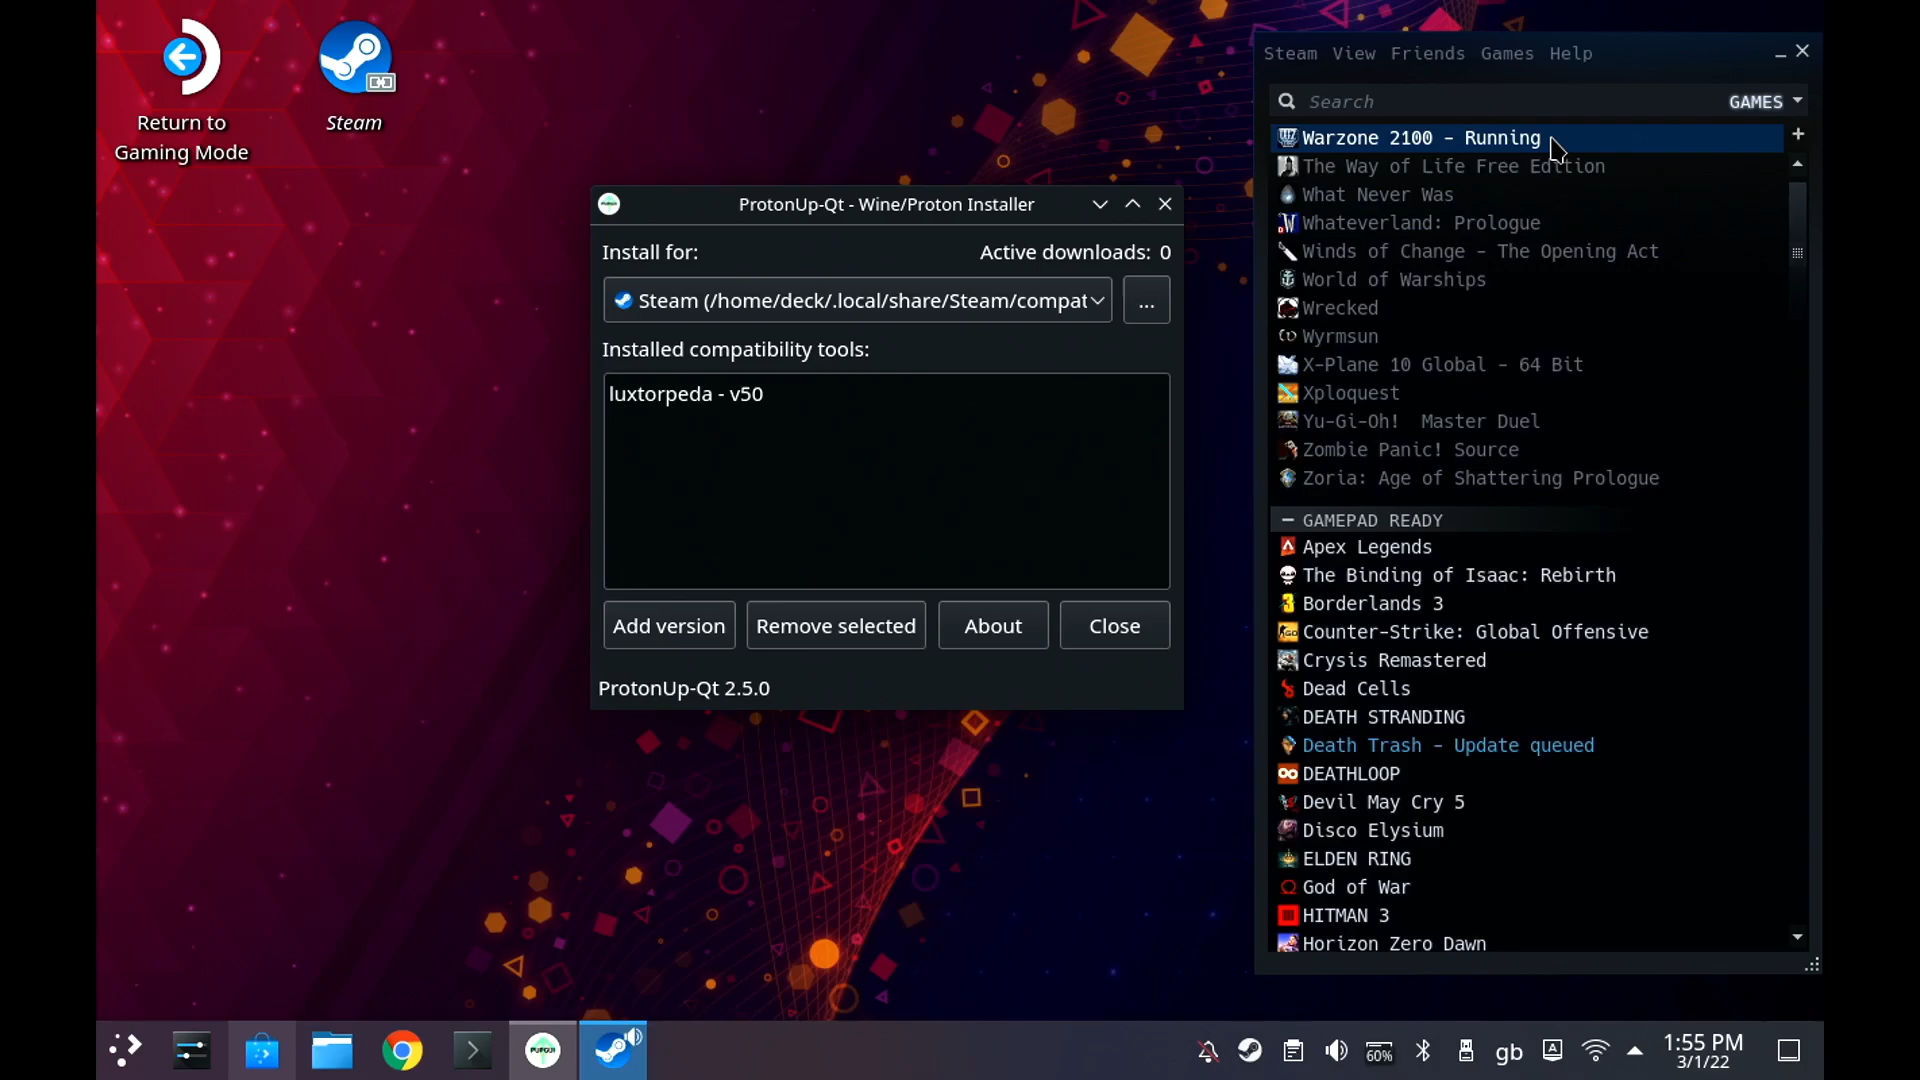 Return to
Gaming Mode
Steam
ProtonUp-Qt - Wine/Proton Installer
Install for:
Active downloads: 0
Steam (/home/deck/.local/share/Steam/compat
...
Installed compatibility tools:
luxtorpeda - v50
Add version
Remove selected
About
Close
ProtonUp-Qt 2.5.0
Steam View Friends Games Help
Search
GAMES
Warzone 2100 - Running
The Way of Life Free Edition
What Never Was
Whateverland: Prologue
Winds of Change - The Opening Act
World of Warships
Wrecked
Wyrmsun
X-Plane 10 Global - 64 Bit
Xploquest
Yu-Gi-Oh! Master Duel
Zombie Panic! Source
Zoria: Age of Shattering Prologue
GAMEPAD READY
Apex Legends
The Binding of Isaac: Rebirth
Borderlands 3
Counter-Strike: Global Offensive
Crysis Remastered
Dead Cells
DEATH STRANDING
Death Trash - Update queued
DEATHLOOP
Devil May Cry 5
Disco Elysium
ELDEN RING
God of War
HITMAN 3
Horizon Zero Dawn
PUPGUI
60%
gb
A
1:55 PM
3/1/22